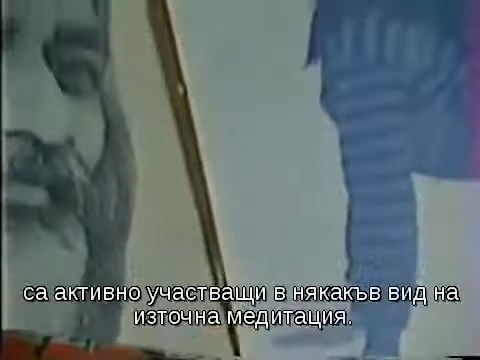 са активно участващи в някакъв вид на
източна медитация.